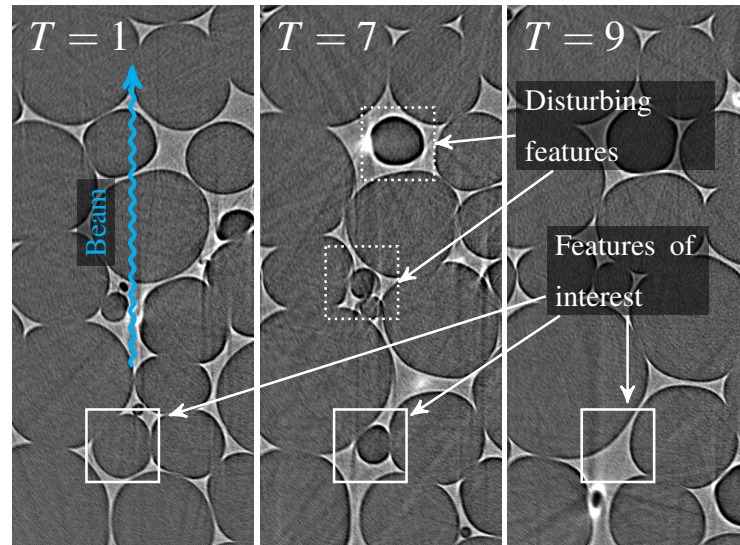 T = 1
T = 7
T = 9
Disturbing
features
Beam
Features of
interest